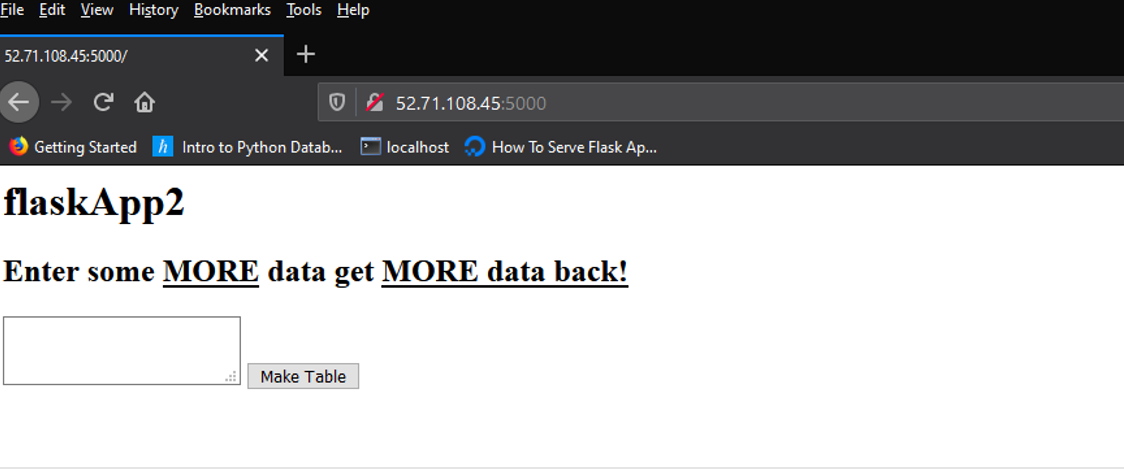 File Edit View History Bookmarks Tools Help
52.71.108.45:5000/
52.71.108.45:5000
Getting Started h Intro to Python Datab... localhost How To Serve Flask Ap...
flaskApp2
Enter some MORE data get MORE data back!
Make Table